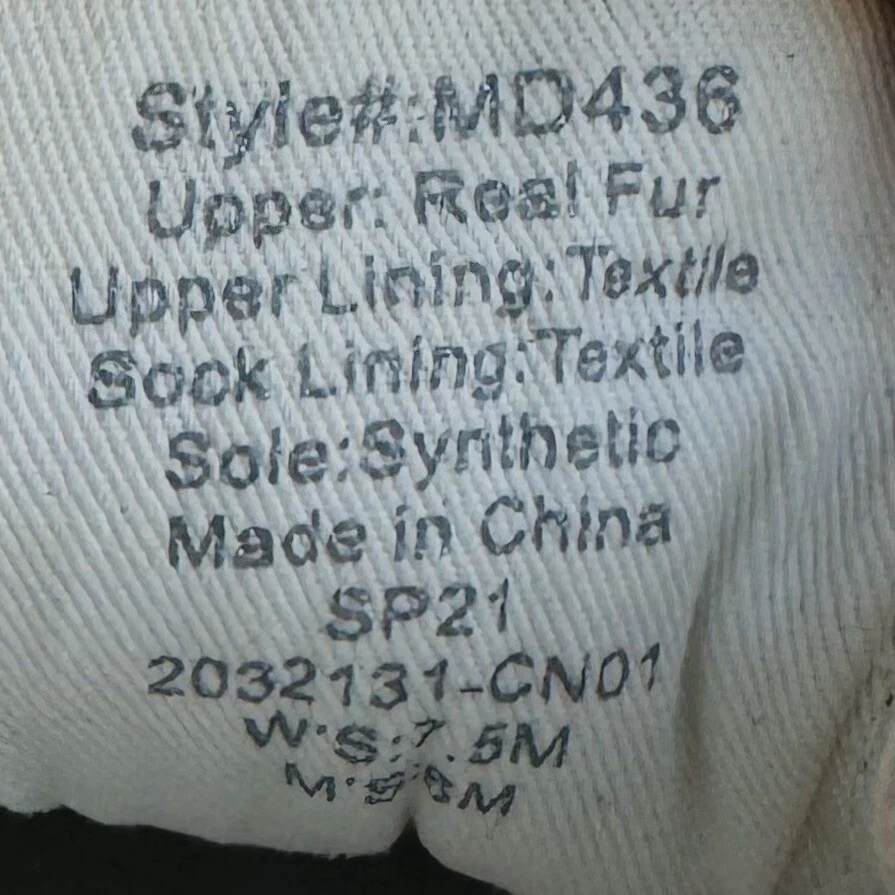 Style#:MD436
Upper: Real Fur
Upper Lining:Textile
Sock Lining:Textile
Sole:Synthetic
Made in China
SP21
2032131-CN01
W:S:7.5M